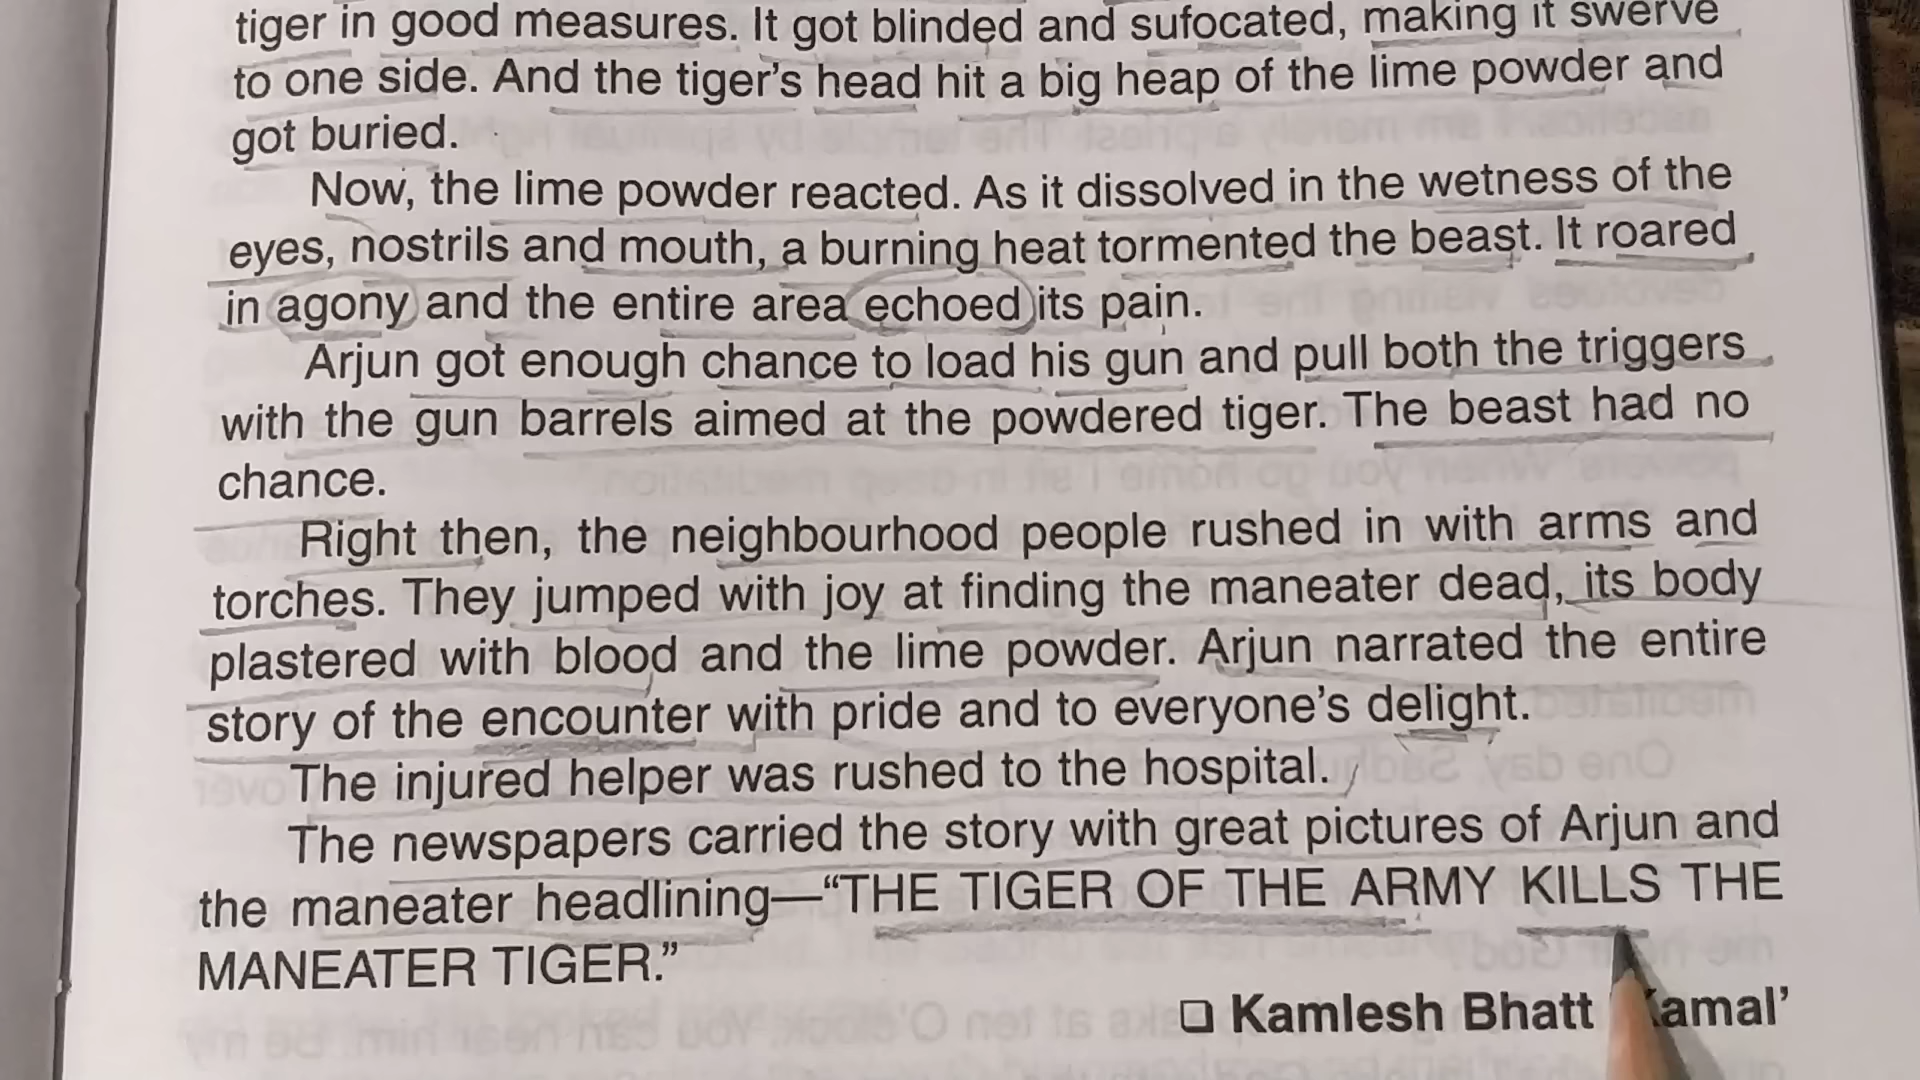 tiger in good measures. It got blinded and sufocated, making it swerve
to one side. And the tiger's head hit a big heap of the lime powder and
got buried.
Now, the lime powder reacted. As it dissolved in the wetness of the
eyes, nostrils and mouth, a burning heat tormented the beast. It roared
in agony and the entire area echoed its pain.
Arjun got enough chance to load his gun and pull both the triggers
with the gun barrels aimed at the powdered tiger. The beast had no
chance.
Right then, the neighbourhood people rushed in with arms and
torches. They jumped with joy at finding the maneater dead, its body
plastered with blood and the lime powder. Arjun narrated the entire
story of the encounter with pride and to everyone's delight.
The injured helper was rushed to the hospital.
The newspapers carried the story with great pictures of Arjun and
the maneater headlining—“THE TIGER OF THE ARMY KILLS THE
MANEATER TIGER.”
❑ Kamlesh Bhatt